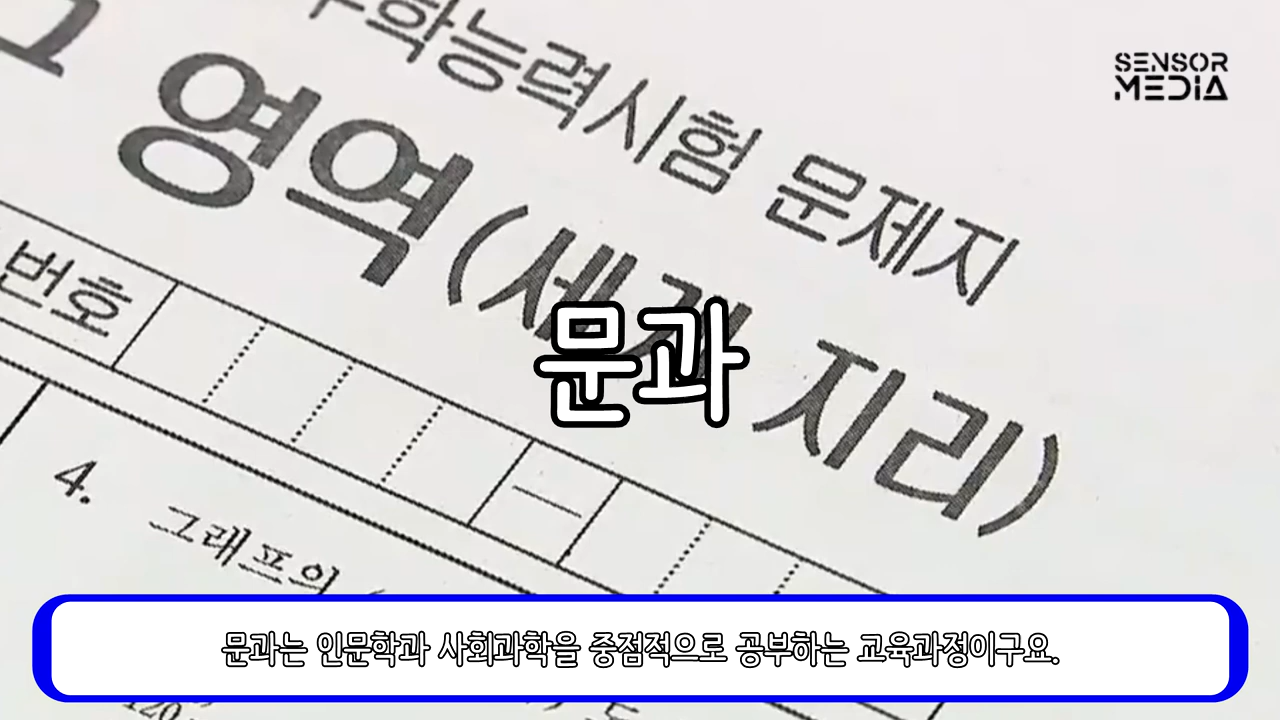 학능력시험 문제지
SENSOR
MEDIA
영역(세계 지리)
번호
문과
4. 그래프의
문과는 인문학과 사회과학을 중점적으로 공부하는 교육과정이구요.